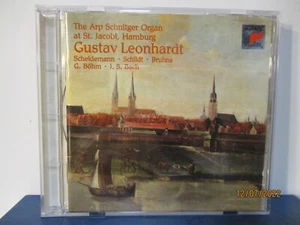 The Arp Schnitger Organ
at St. Jacobi, Hamburg
Gustav Leonhardt
Scheidemann · Schildt · Bruhns
G. Böhm · J. S. Bach